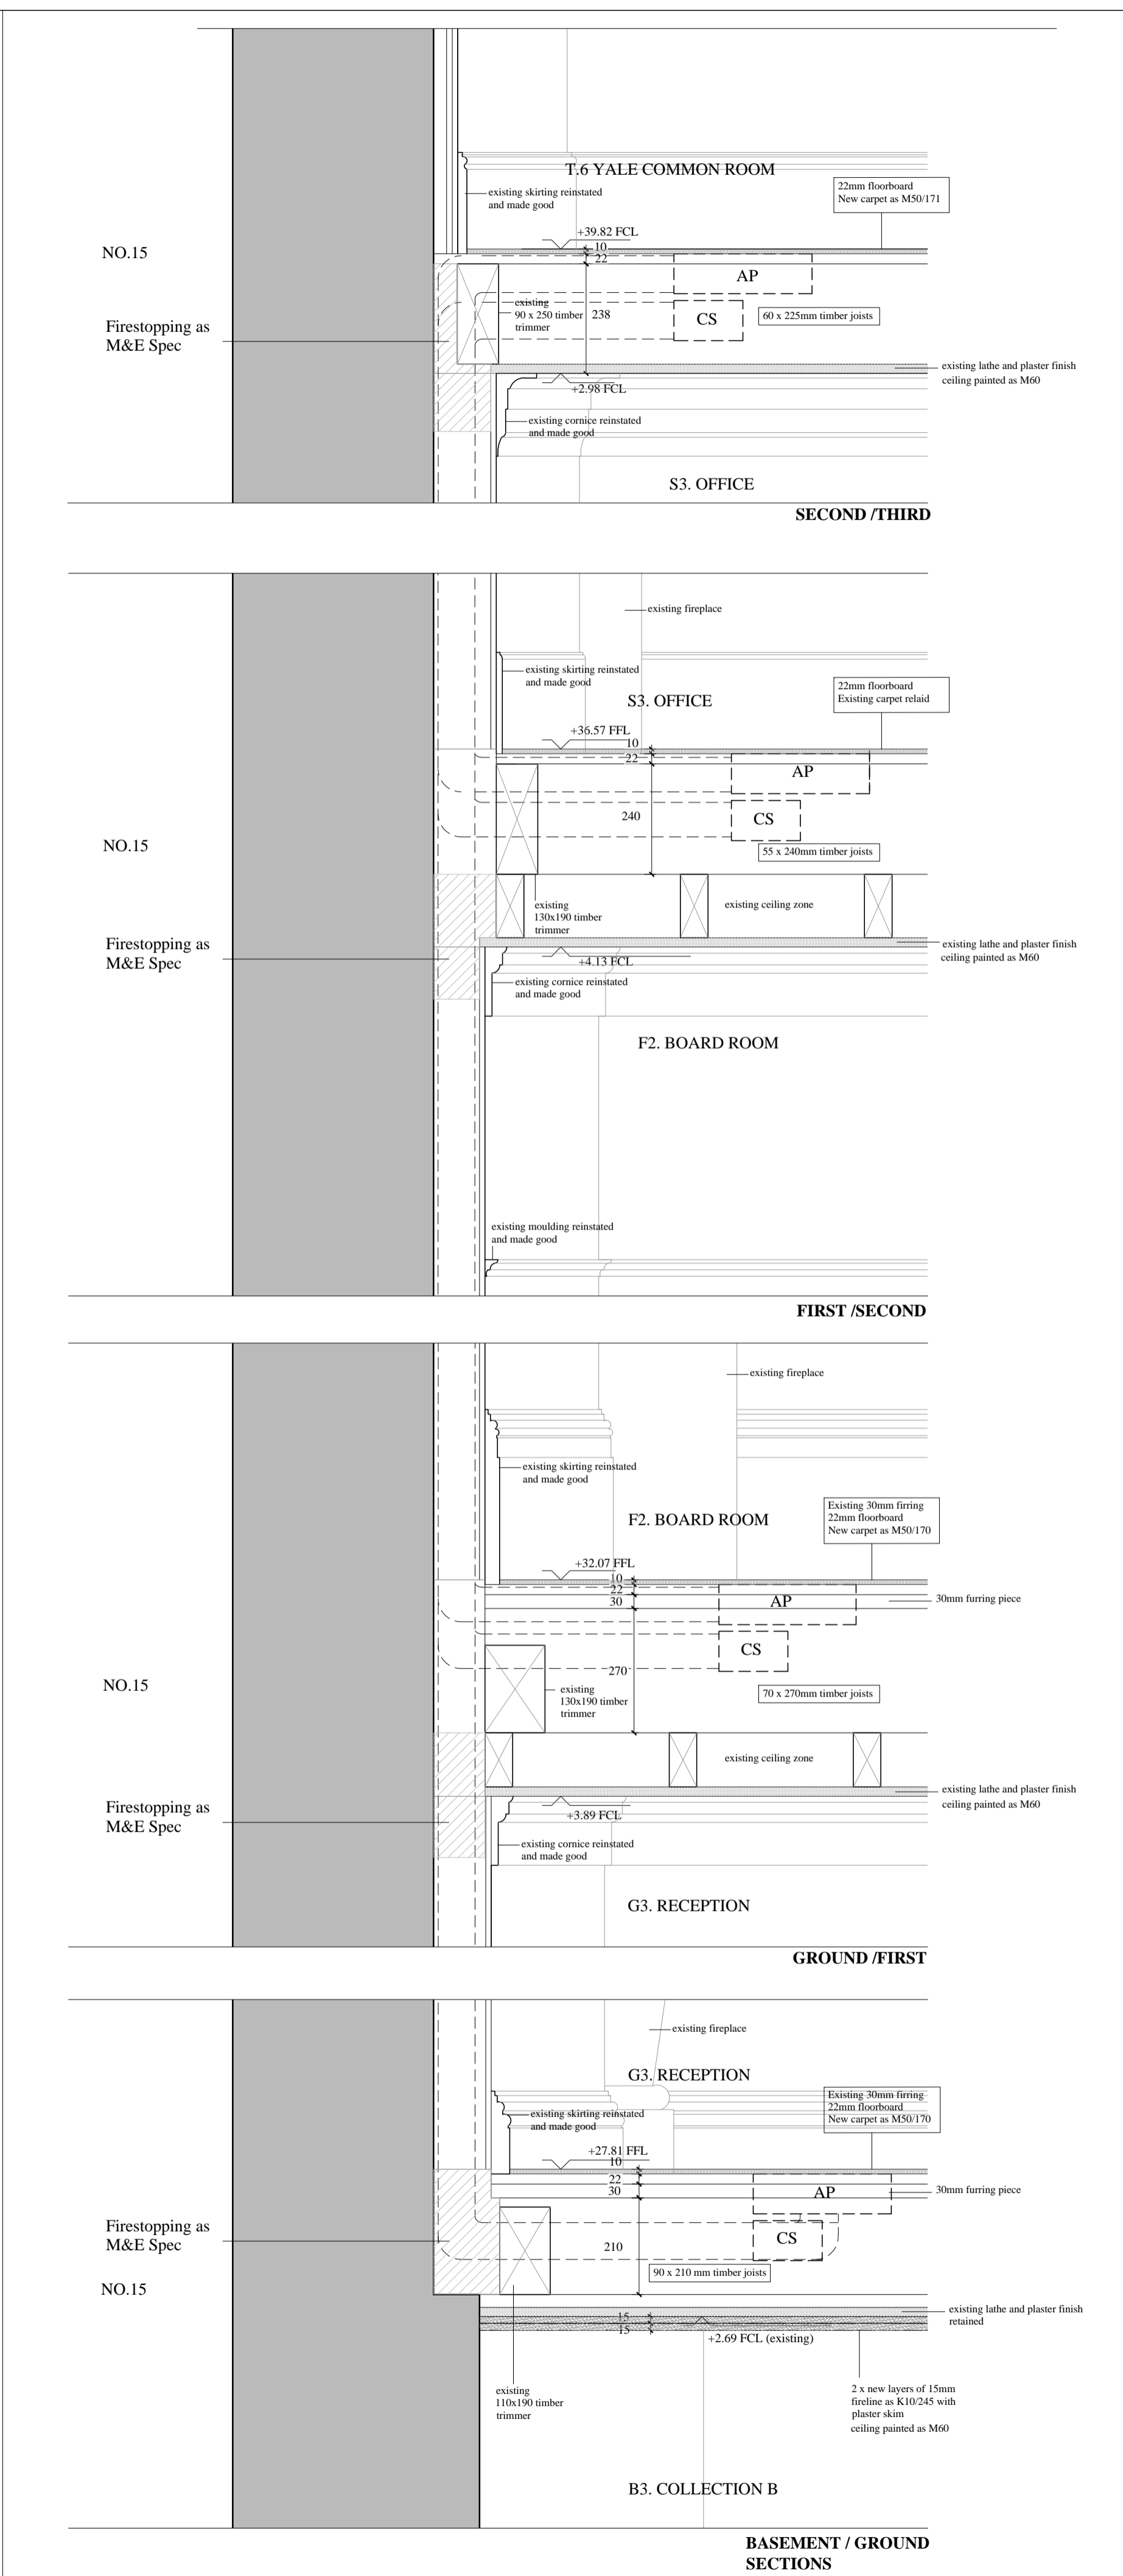 T.6 YALE COMMON ROOM
existing skirting reinstated
and made good
22mm floorboard
New carpet as M50/171
+39.82 FCL
10
22
NO.15
AP
existing
90 x 250 timber
trimmer
238
CS
60 x 225mm timber joists
Firestopping as
M&E Spec
existing lathe and plaster finish
ceiling painted as M60
+2.98 FCL
existing cornice reinstated
and made good
S3. OFFICE
SECOND /THIRD
existing fireplace
existing skirting reinstated
and made good
S3. OFFICE
22mm floorboard
Existing carpet relaid
+36.57 FFL
10
22
AP
240
CS
NO.15
55 x 240mm timber joists
existing
130x190 timber
trimmer
existing ceiling zone
Firestopping as
M&E Spec
existing lathe and plaster finish
ceiling painted as M60
+4.13 FCL
existing cornice reinstated
and made good
F2. BOARD ROOM
existing moulding reinstated
and made good
FIRST /SECOND
existing fireplace
existing skirting reinstated
and made good
F2. BOARD ROOM
Existing 30mm firring
22mm floorboard
New carpet as M50/170
+32.07 FFL
10
22
30
AP
30mm furring piece
CS
270
NO.15
existing
130x190 timber
trimmer
70 x 270mm timber joists
existing ceiling zone
existing lathe and plaster finish
ceiling painted as M60
Firestopping as
M&E Spec
+3.89 FCL
existing cornice reinstated
and made good
G3. RECEPTION
GROUND /FIRST
existing fireplace
G3. RECEPTION
Existing 30mm firring
22mm floorboard
New carpet as M50/170
existing skirting reinstated
and made good
+27.81 FFL
10
22
30
AP
30mm furring piece
Firestopping as
M&E Spec
CS
210
90 x 210 mm timber joists
NO.15
existing lathe and plaster finish
retained
15
15
+2.69 FCL (existing)
existing
110x190 timber
trimmer
2 x new layers of 15mm
fireline as K10/245 with
plaster skim
ceiling painted as M60
B3. COLLECTION B
BASEMENT / GROUND
SECTIONS